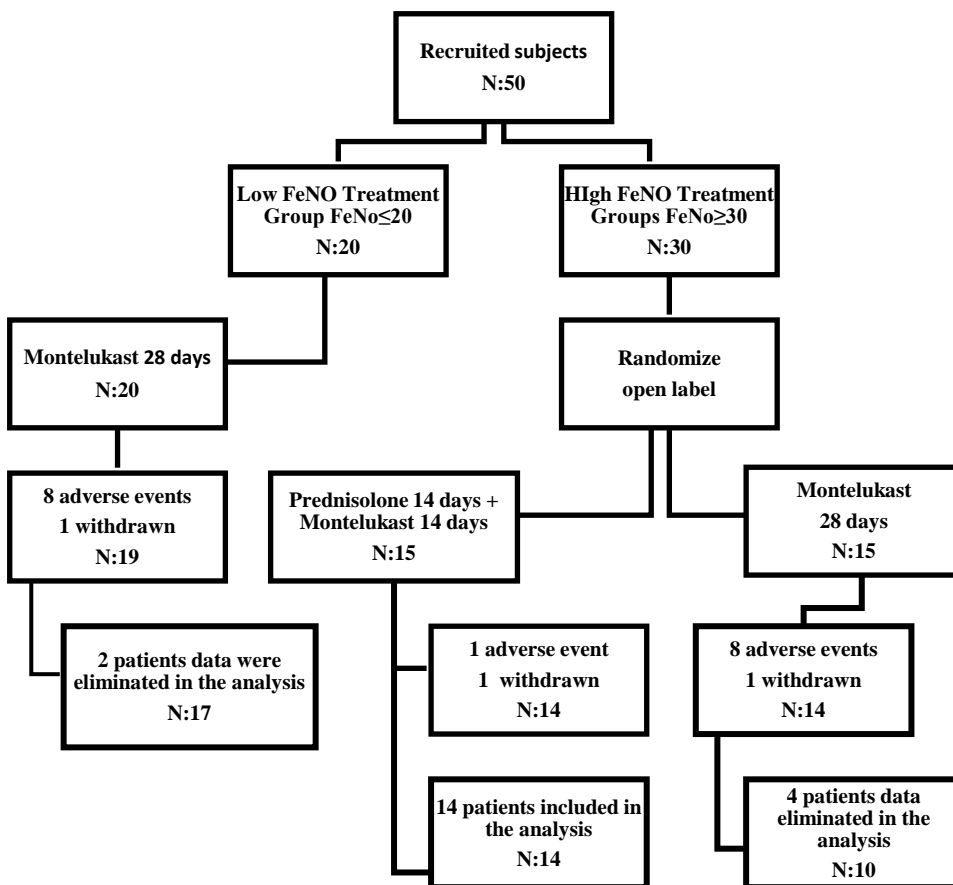 Recruited subjects
N:50
Low FeNO Treatment
Group FeNo≤20
N:20
HIgh FeNO Treatment
Groups FeNo≥30
N:30
Montelukast 28 days
N:20
Randomize
open label
8 adverse events
1 withdrawn
N:19
Prednisolone 14 days +
Montelukast 14 days
N:15
Montelukast
28 days
N:15
2 patients data were
eliminated in the analysis
N:17
1 adverse event
1 withdrawn
N:14
8 adverse events
1 withdrawn
N:14
14 patients included in
the analysis
N:14
4 patients data
eliminated in the
analysis
N:10